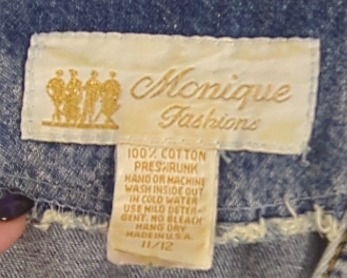 Monique
Fashions
100% COTTON
PRESHRUNK
HAND OR MACHINE
WASH INSIDE OUT
IN COLD WATER
USE MILD DETER-
GENT. NO BLEACH
HANG DRY
MADE IN U.S.A.
11/12